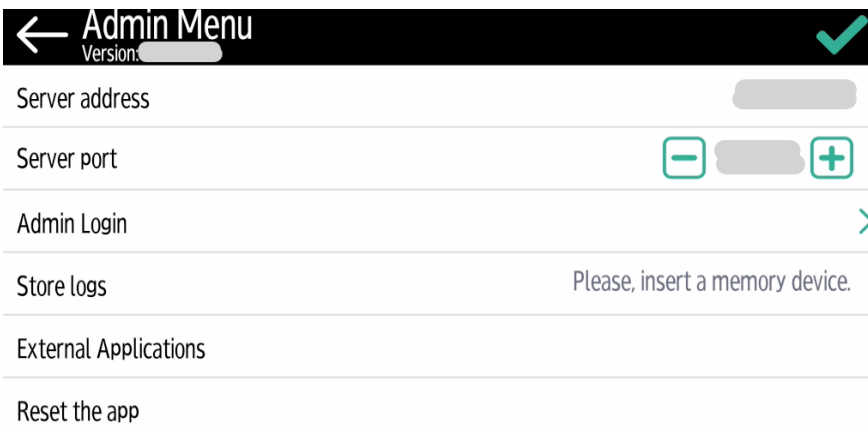 Admin Menu
Version:
Server address
Server port
Admin Login
Store logs Please, insert a memory device.
External Applications
Reset the app